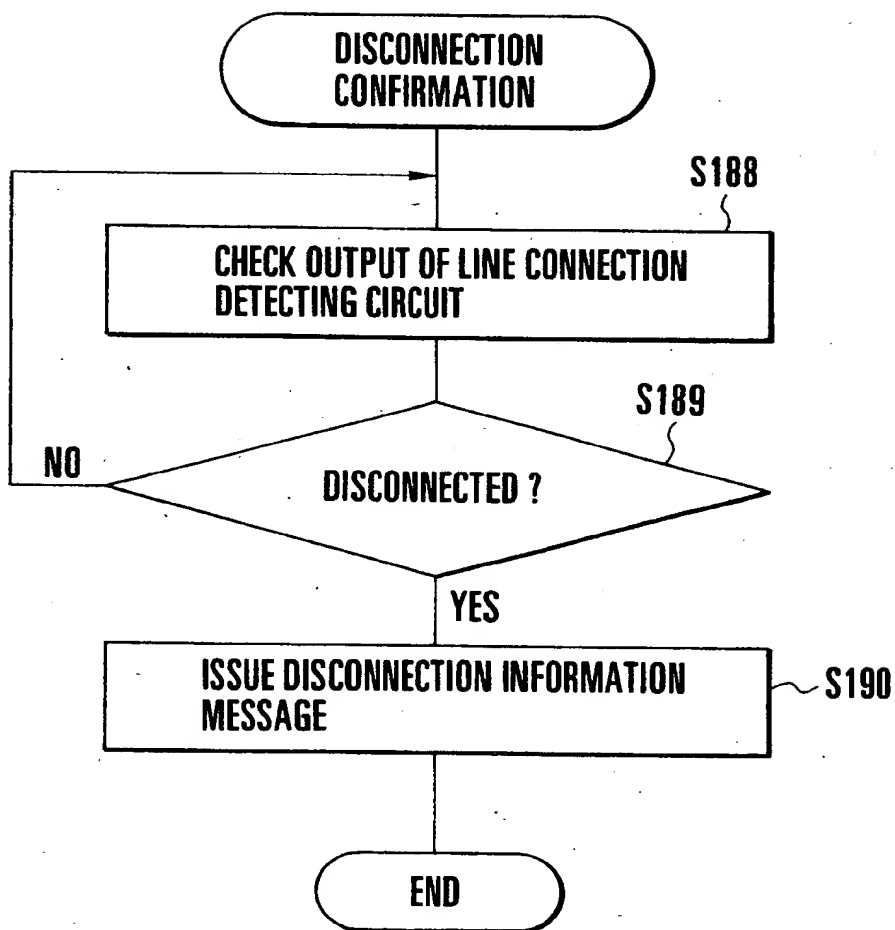 DISCONNECTION
CONFIRMATION
S188
CHECK OUTPUT OF LINE CONNECTION
DETECTING CIRCUIT
S189
NO
DISCONNECTED ?
YES
ISSUE DISCONNECTION INFORMATION
MESSAGE
S190
END